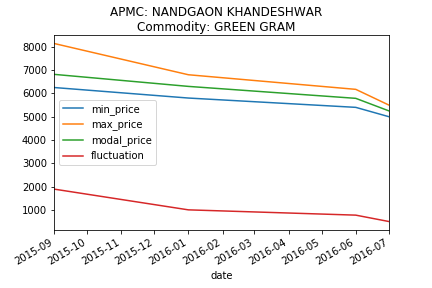 APMC: NANDGAON KHANDESHWAR
Commodity: GREEN GRAM
8000
7000
6000
5000
4000
3000
2000
1000
min_price
max_price
modal_price
fluctuation
2015-09
2015-10
2015-11
2015-12
2016-01
2016-02
2016-03
2016-04
2016-05
2016-06
2016-07
date